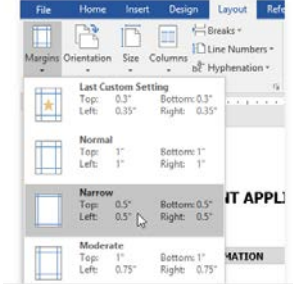 File Home Insert Design Layout Refe
Breaks
Margins Orientation Size Columns Line Numbers
Hyphenation
Last Custom Setting
Top: 0.3" Bottom: 0.3"
Left: 0.35" Right: 0.35"
Normal
Top: 1" Bottom: 1"
Left: 1" Right: 1"
Narrow
Top: 0.5" Bottom: 0.5"
Left: 0.5" Right: 0.5"
NT APPLI
Moderate
Top: 1" Bottom: 1"
Left: 0.75" Right: 0.75"
MATION